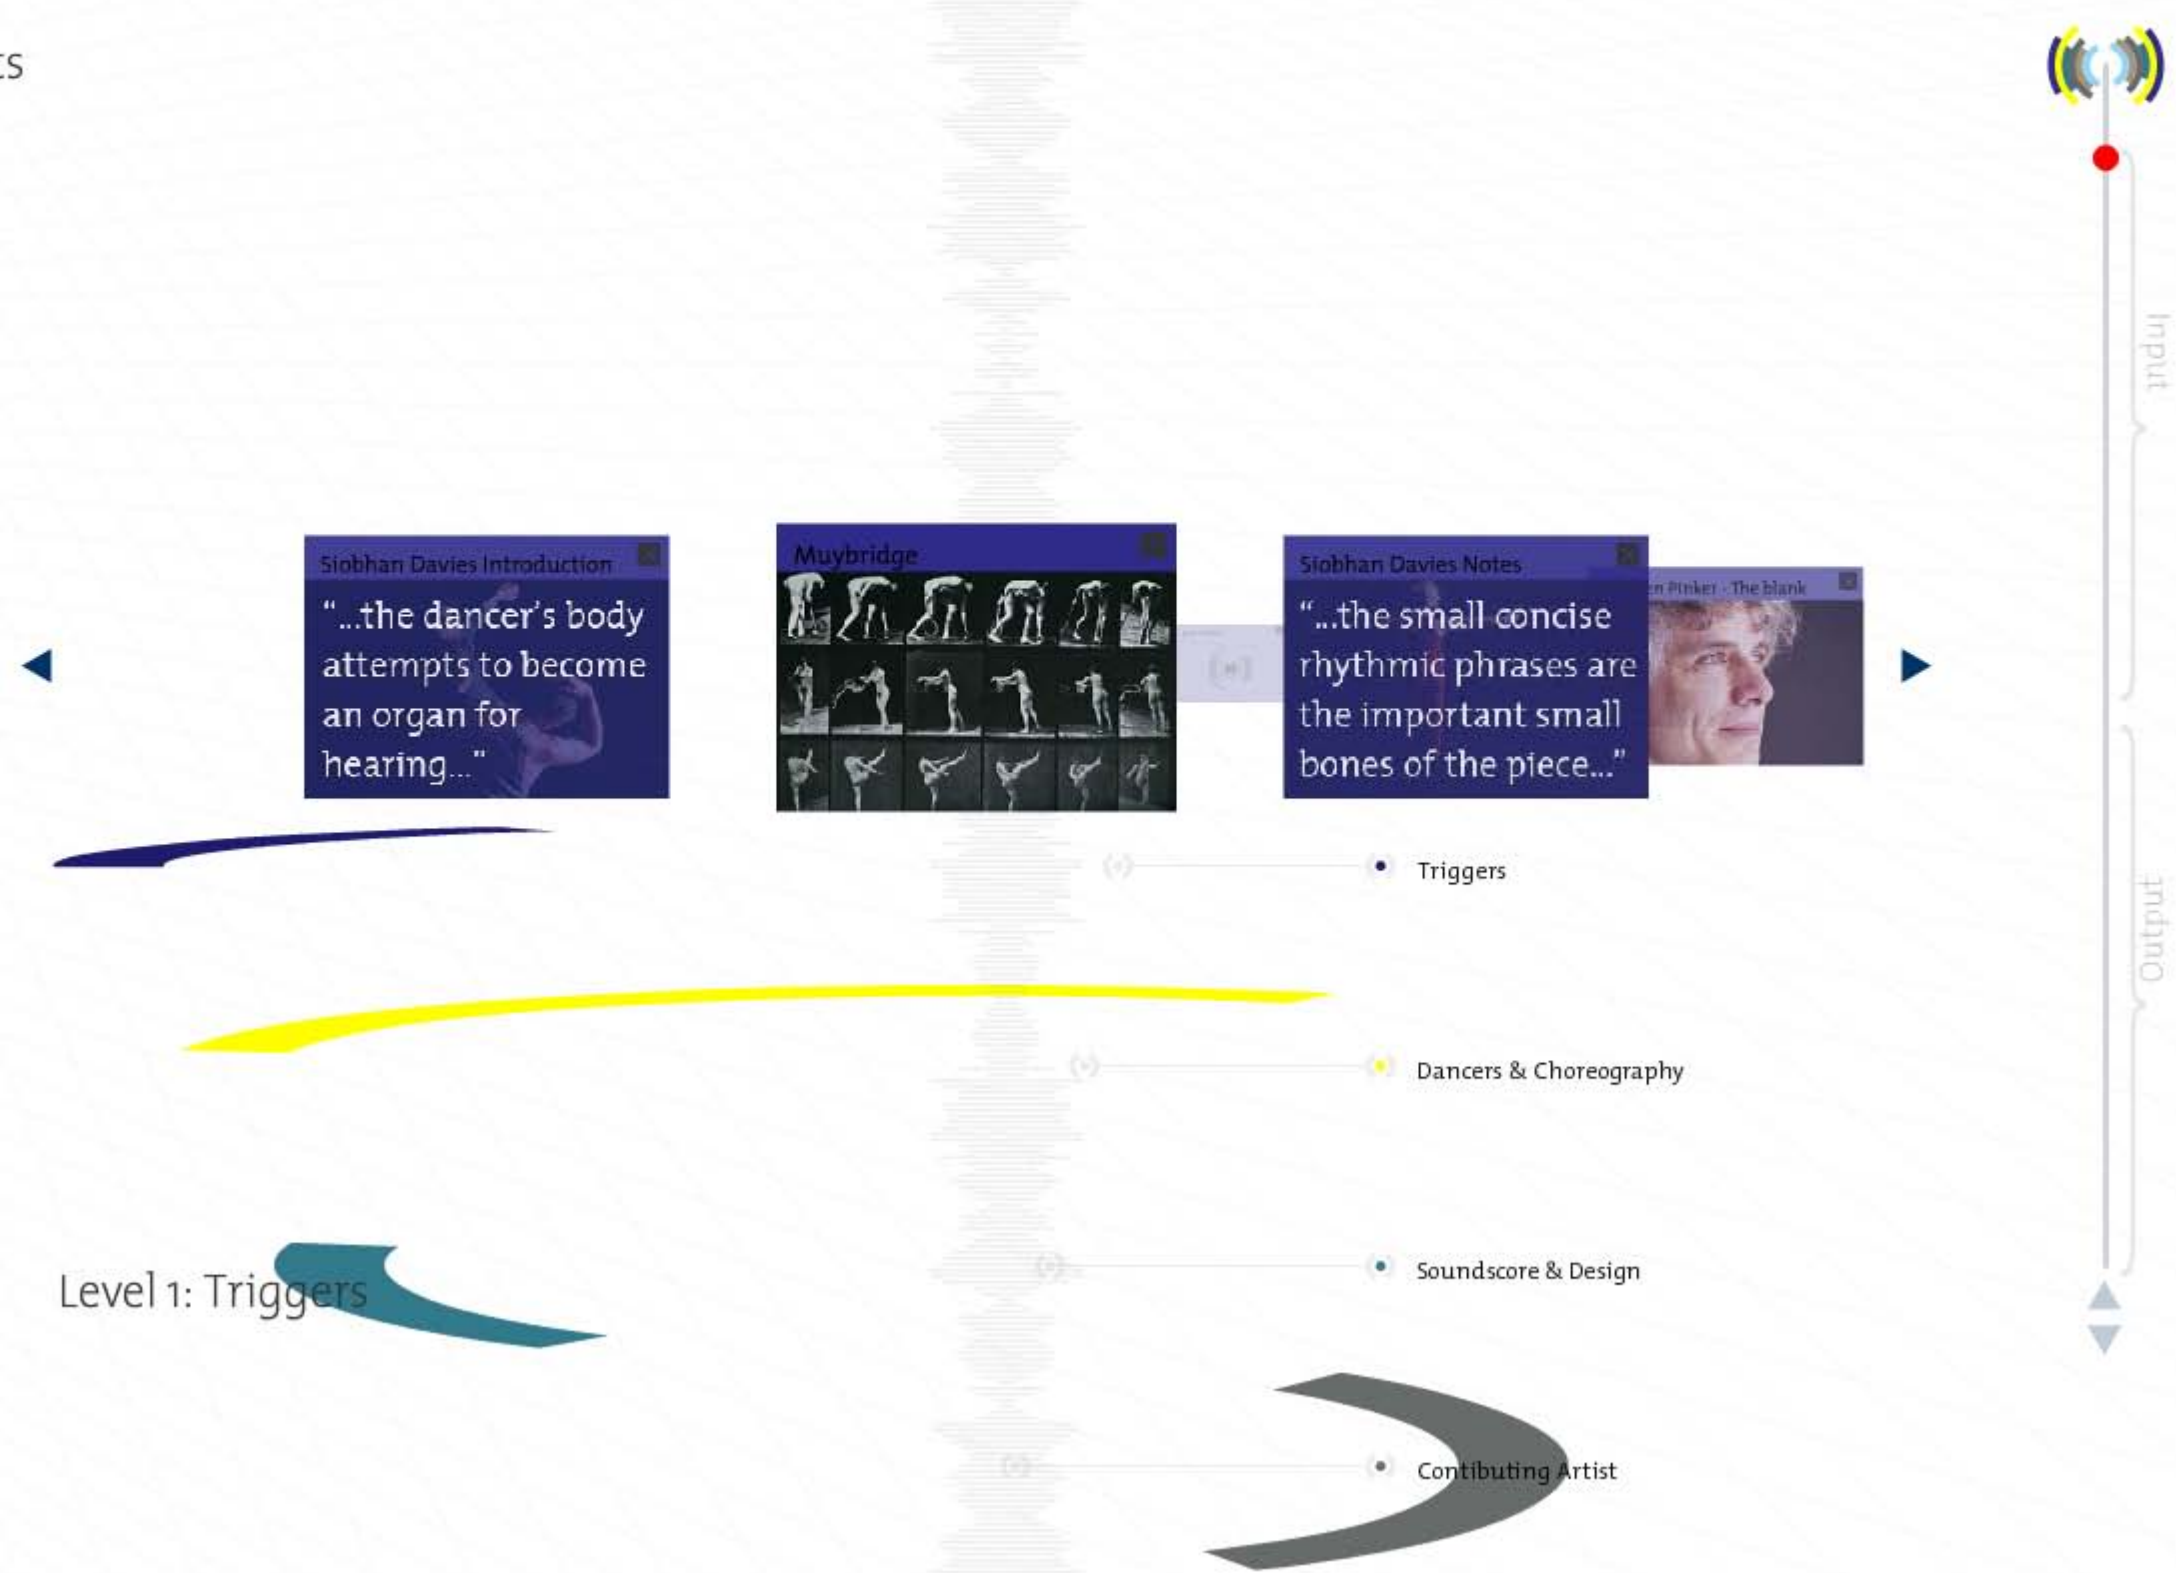 Input
Siobhan Davies Introduction
“...the dancer’s body
attempts to become
an organ for
hearing...”
Muybridge
Siobhan Davies Notes
“...the small concise
rhythmic phrases are
the important small
bones of the piece...”
Pinker - The blank
Triggers
Output
Dancers & Choreography
Soundscore & Design
Level 1: Triggers
Contibuting Artist